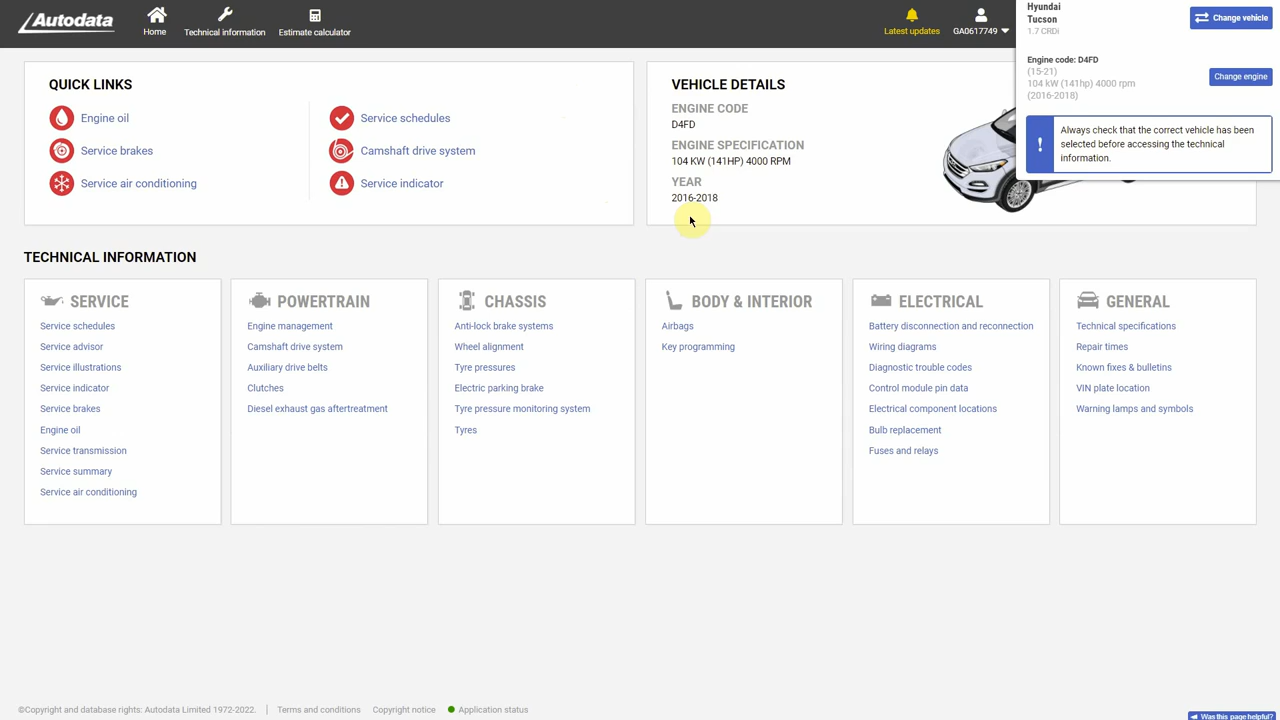 Autodata
Home
Technical information
Estimate calculator
Latest updates
GA0617749
Hyundai
Tucson
1.7 CRDi
Change vehicle
Engine code: D4FD
(15-21)
104 kW (141hp) 4000 rpm
(2016-2018)
Change engine
!
Always check that the correct vehicle has been
selected before accessing the technical
information.
QUICK LINKS
Engine oil
Service schedules
Service brakes
Camshaft drive system
Service air conditioning
Service indicator
VEHICLE DETAILS
ENGINE CODE
D4FD
ENGINE SPECIFICATION
104 KW (141HP) 4000 RPM
YEAR
2016-2018
TECHNICAL INFORMATION
SERVICE
Service schedules
Service advisor
Service illustrations
Service indicator
Service brakes
Engine oil
Service transmission
Service summary
Service air conditioning
POWERTRAIN
Engine management
Camshaft drive system
Auxiliary drive belts
Clutches
Diesel exhaust gas aftertreatment
CHASSIS
Anti-lock brake systems
Wheel alignment
Tyre pressures
Electric parking brake
Tyre pressure monitoring system
Tyres
BODY & INTERIOR
Airbags
Key programming
ELECTRICAL
Battery disconnection and reconnection
Wiring diagrams
Diagnostic trouble codes
Control module pin data
Electrical component locations
Bulb replacement
Fuses and relays
GENERAL
Technical specifications
Repair times
Known fixes & bulletins
VIN plate location
Warning lamps and symbols
©Copyright and database rights: Autodata Limited 1972-2022.
Terms and conditions
Copyright notice
Application status
Was this page helpful?